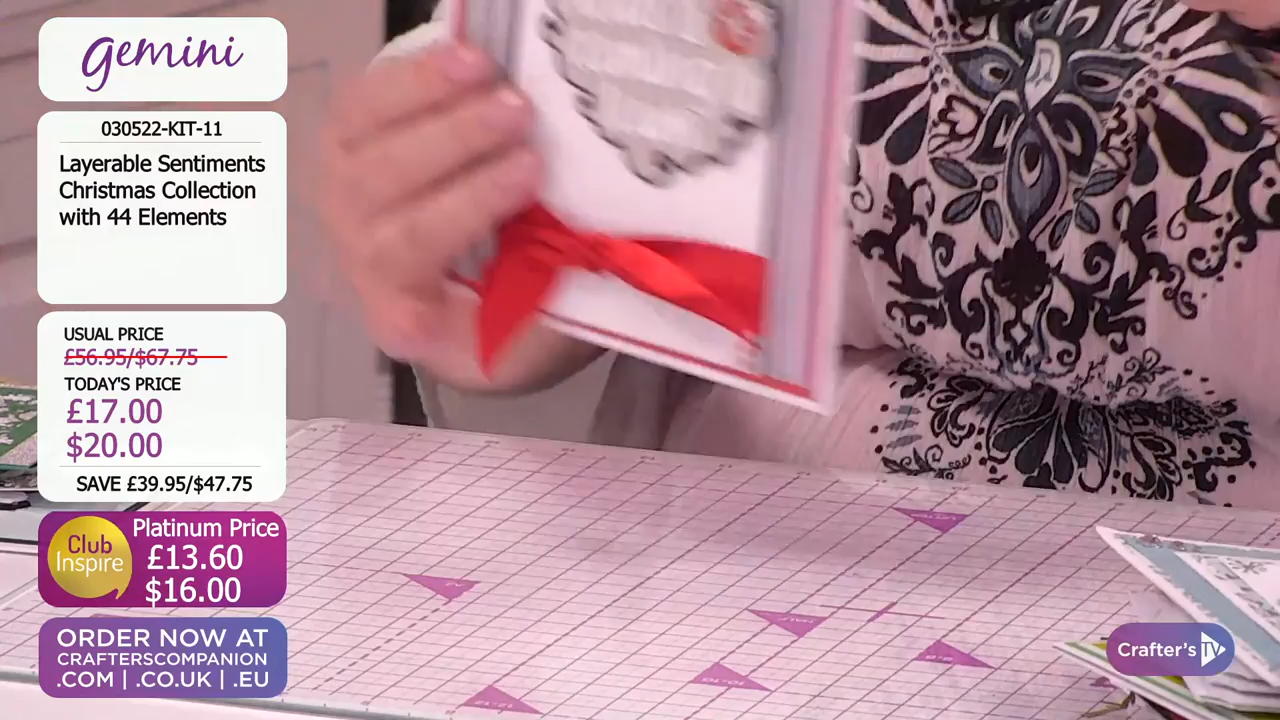 gemini
030522-KIT-11
Layerable Sentiments
Christmas Collection
with 44 Elements
USUAL PRICE
£56.95/$67.75
TODAY'S PRICE
£17.00
$20.00
SAVE £39.95/$47.75
Club
Inspire
Platinum Price
£13.60
$16.00
ORDER NOW AT
CRAFTERSCOMPANION
.COM | .CO.UK | .EU
Crafter's TV